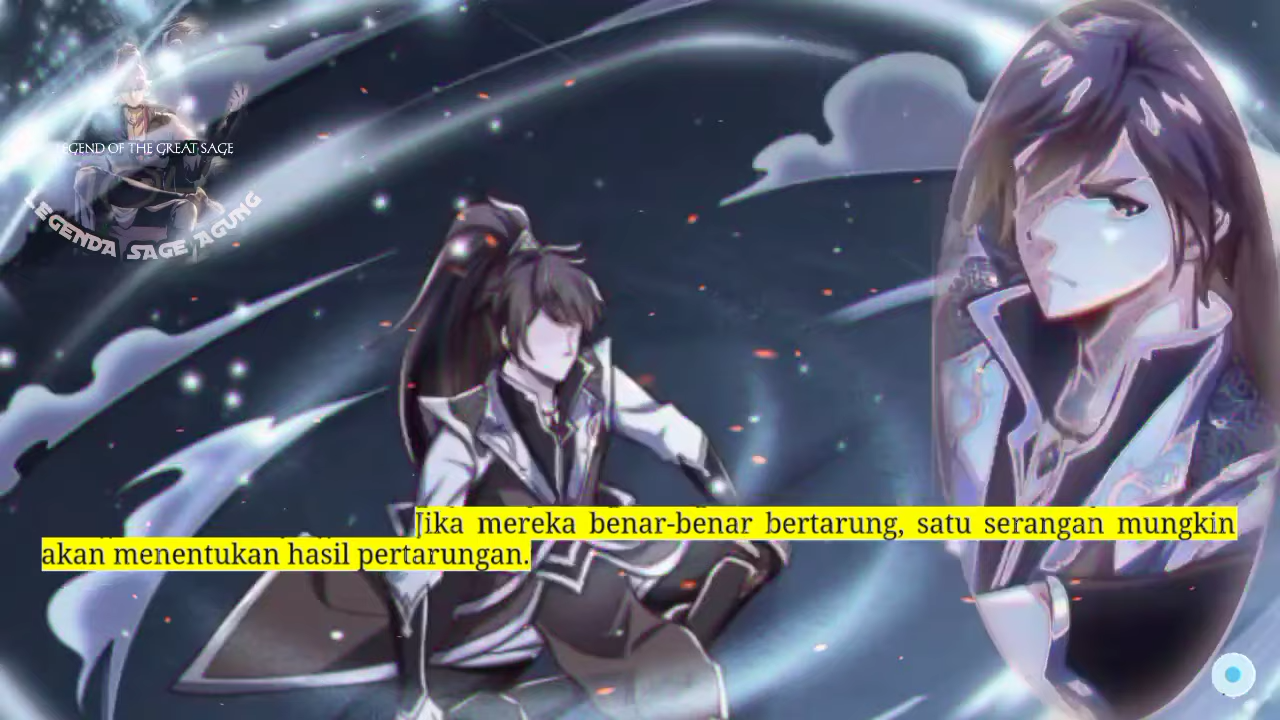 LEGEND OF THE GREAT SAGE
LEGENDA SAGE AGUNG
Jika mereka benar-benar bertarung, satu serangan mungkin
akan menentukan hasil pertarungan.